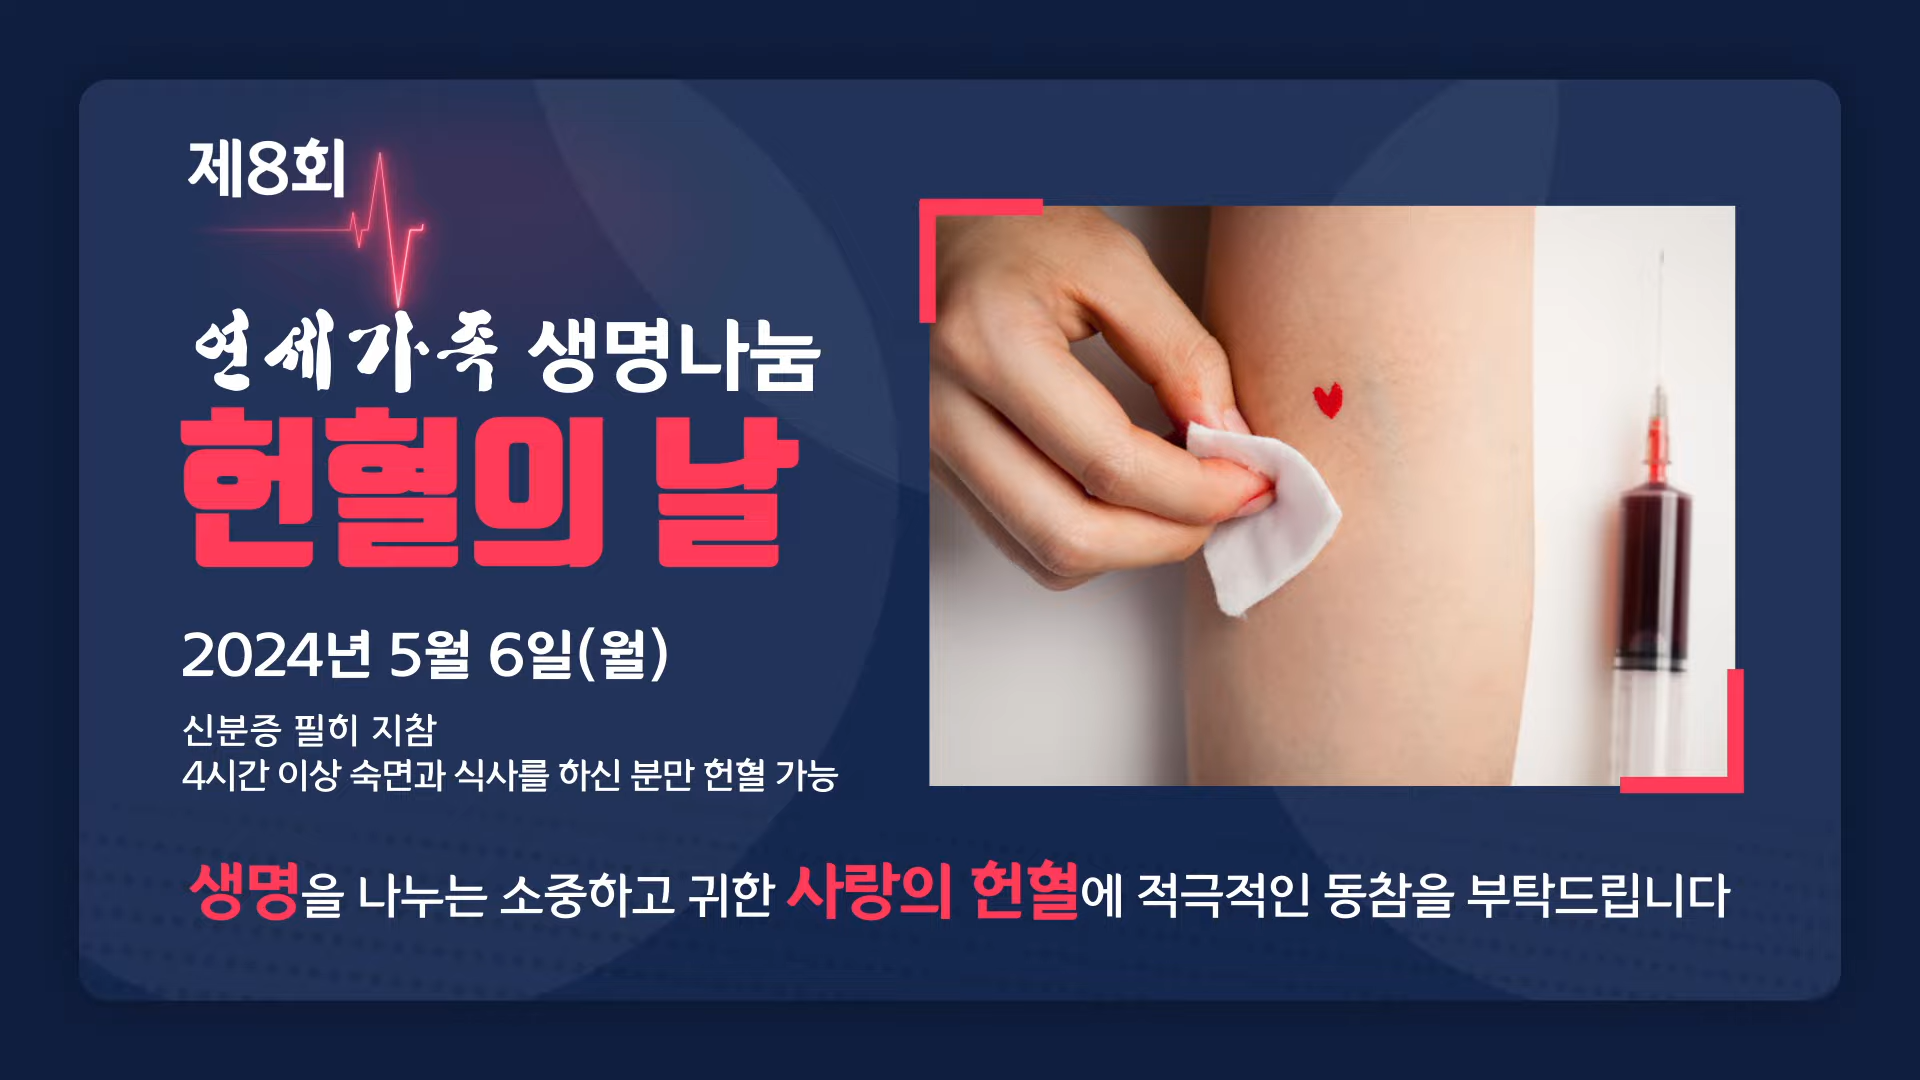 제8회
연세가족 생명나눔
헌혈의 날
2024년 5월 6일(월)
신분증 필히 지참
4시간 이상 숙면과 식사를 하신 분만 헌혈 가능
생명을 나누는 소중하고 귀한 사랑의 헌혈에 적극적인 동참을 부탁드립니다